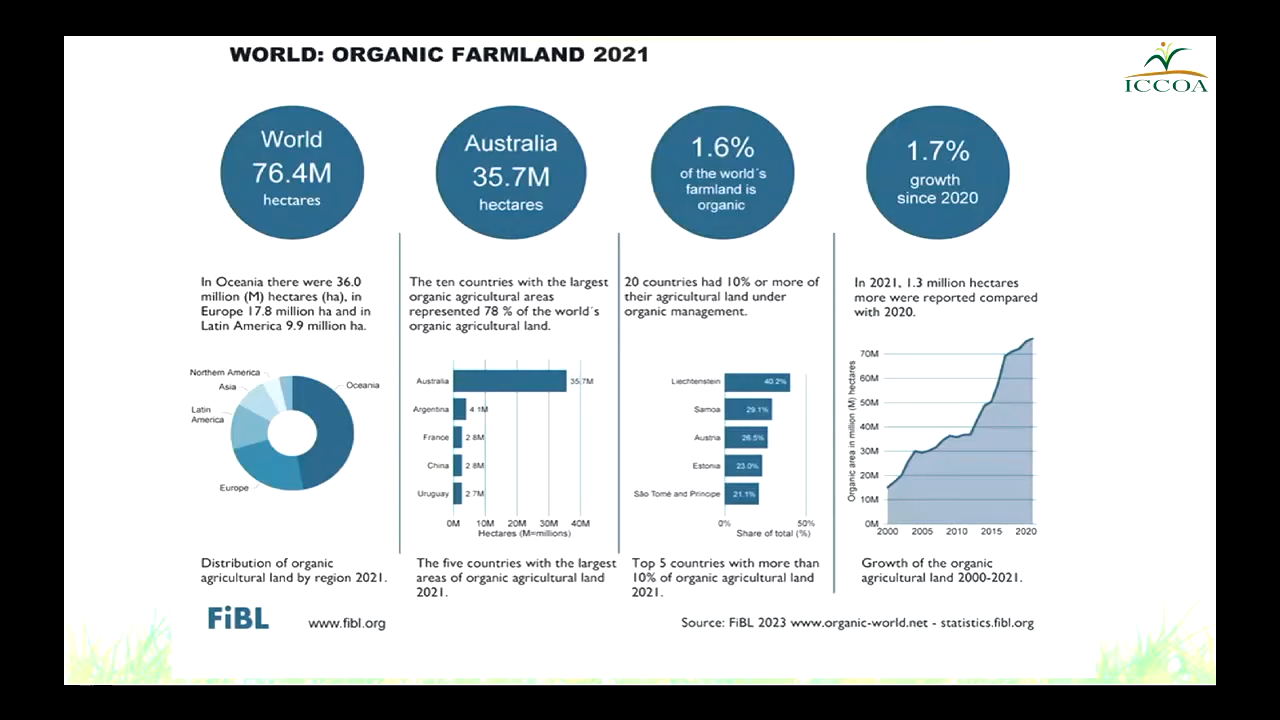 WORLD: ORGANIC FARMLAND 2021
ICCOA
World
76.4M
hectares
Australia
35.7M
hectares
1.6%
of the world´s
farmland is
organic
1.7%
growth
since 2020
In Oceania there were 36.0
million (M) hectares (ha), in
Europe 17.8 million ha and in
Latin America 9.9 million ha.
The ten countries with the largest
organic agricultural areas
represented 78 % of the world´s
organic agricultural land.
20 countries had 10% or more of
their agricultural land under
organic management.
In 2021, 1.3 million hectares
more were reported compared
with 2020.
Northern America
Asia
Latin
America
Europe
Oceania
Australia
35.7M
Argentina
4.1M
France
2.8M
China
2.8M
Uruguay
2.7M
0M 10M 20M 30M 40M
Hectares (M=millions)
Liechtenstein
40.2%
Samoa
29.1%
Austria
26.5%
Estonia
23.0%
São Tome and Principe
21.1%
0% 50%
Share of total (%)
Organic area in million (M) hectares
70M
60M
50M
40M
30M
20M
10M
0M
2000 2005 2010 2015 2020
Distribution of organic
agricultural land by region 2021.
The five countries with the largest
areas of organic agricultural land
2021.
Top 5 countries with more than
10% of organic agricultural land
2021.
Growth of the organic
agricultural land 2000-2021.
FiBL
www.fibl.org
Source: FiBL 2023 www.organic-world.net - statistics.fibl.org